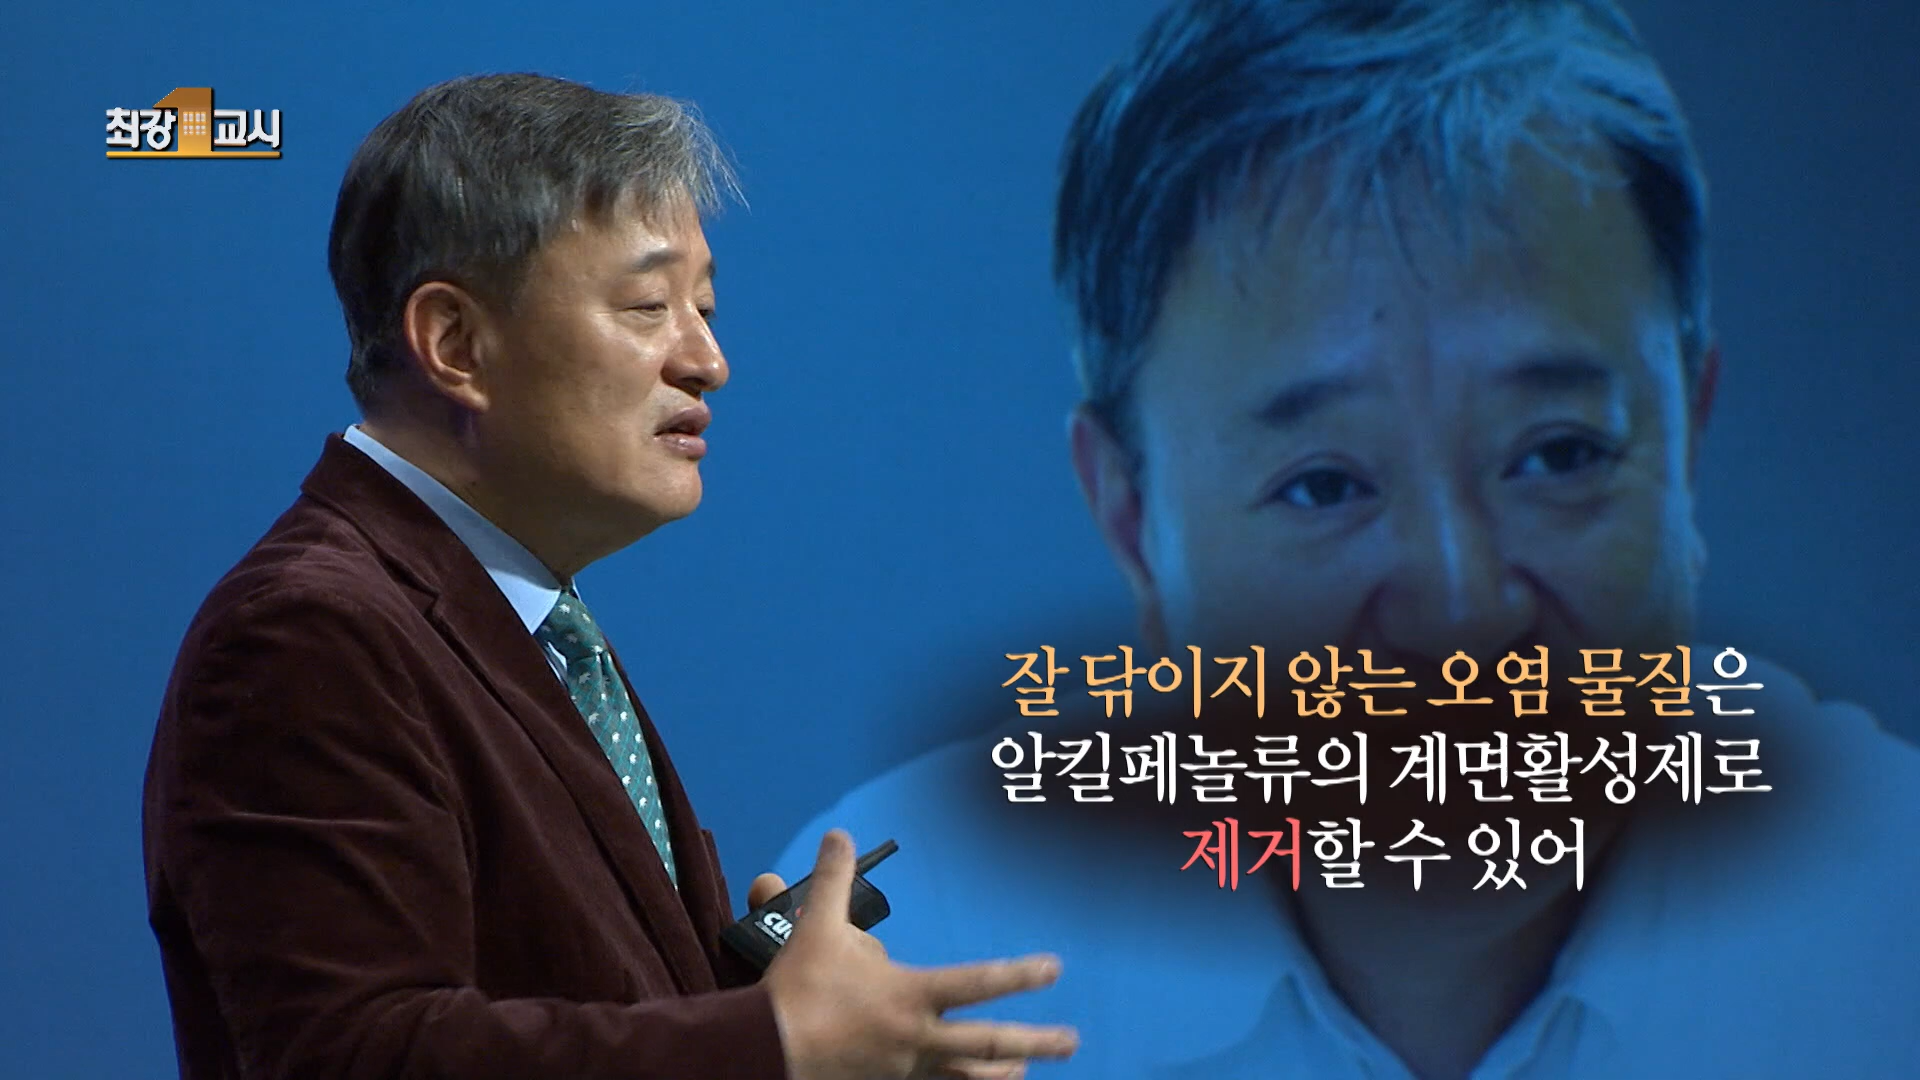 최강1교시
잘 닦이지 않는 오염 물질은
알킬페놀류의 계면활성제로
제거할 수 있어